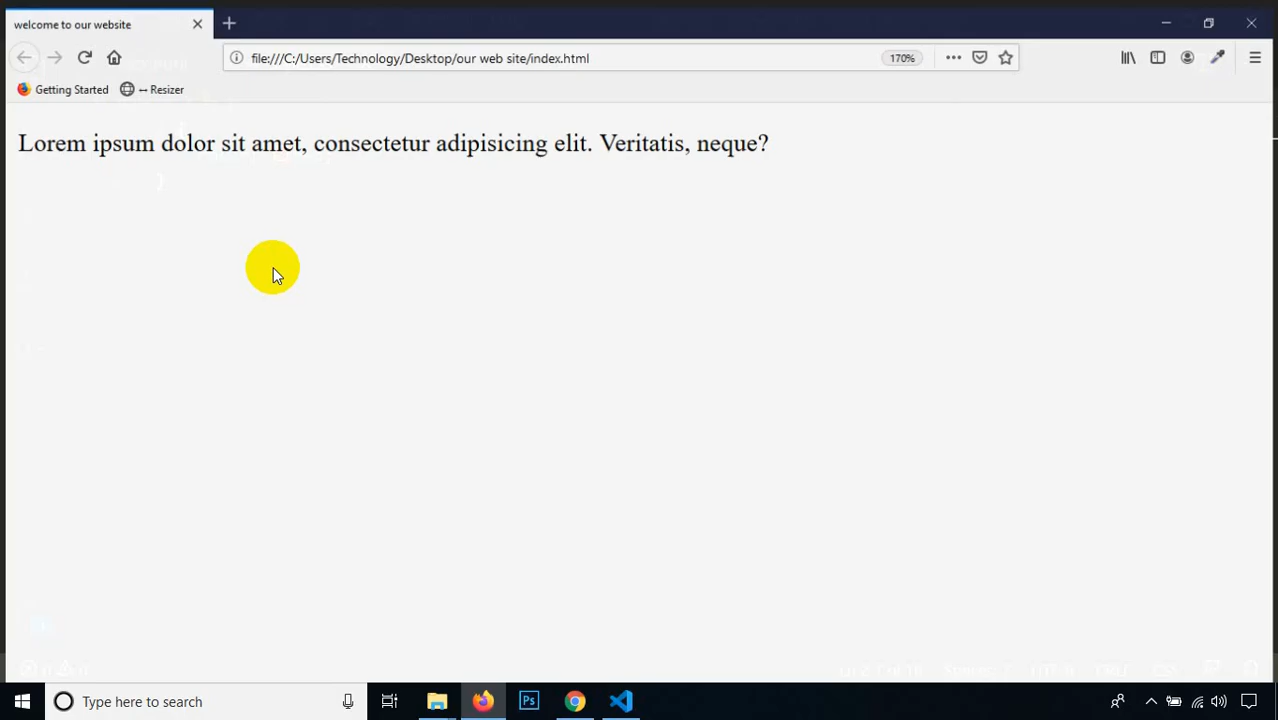 welcome to our website
file:///C:/Users/Technology/Desktop/our web site/index.html
170%
Getting Started
↔ Resizer
Lorem ipsum dolor sit amet, consectetur adipisicing elit. Veritatis, neque?
Type here to search
Ps